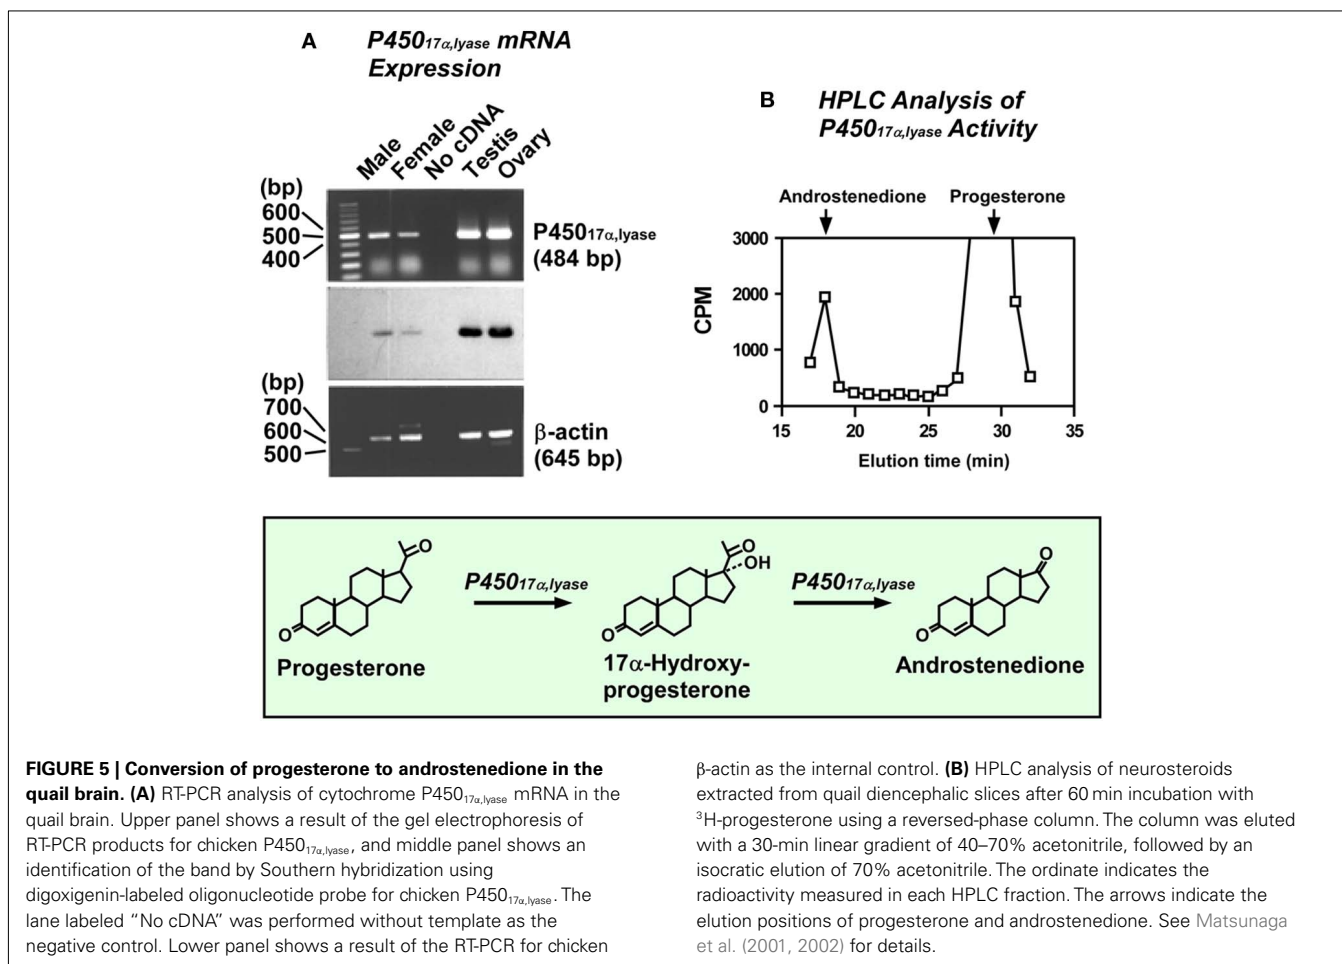 A P45017α,lyase mRNA
Expression
Male
Female
No cDNA
Testis
Ovary
(bp)
600
500
400
P45017α,lyase
(484 bp)
(bp)
700
600
500
β-actin
(645 bp)
B HPLC Analysis of
P45017α,lyase Activity
Androstenedione Progesterone
3000
2000
1000
0
CPM
15 20 25 30 35
Elution time (min)
P45017α,lyase P45017α,lyase
O
O
O
OH
O
O
O
Progesterone
17α-Hydroxy-
progesterone
Androstenedione
FIGURE 5 | Conversion of progesterone to androstenedione in the
quail brain. (A) RT-PCR analysis of cytochrome P45017α,lyase mRNA in the
quail brain. Upper panel shows a result of the gel electrophoresis of
RT-PCR products for chicken P45017α,lyase, and middle panel shows an
identification of the band by Southern hybridization using
digoxigenin-labeled oligonucleotide probe for chicken P45017α,lyase. The
lane labeled “No cDNA” was performed without template as the
negative control. Lower panel shows a result of the RT-PCR for chicken
β-actin as the internal control. (B) HPLC analysis of neurosteroids
extracted from quail diencephalic slices after 60 min incubation with
3H-progesterone using a reversed-phase column. The column was eluted
with a 30-min linear gradient of 40–70% acetonitrile, followed by an
isocratic elution of 70% acetonitrile. The ordinate indicates the
radioactivity measured in each HPLC fraction. The arrows indicate the
elution positions of progesterone and androstenedione. See Matsunaga
et al. (2001, 2002) for details.